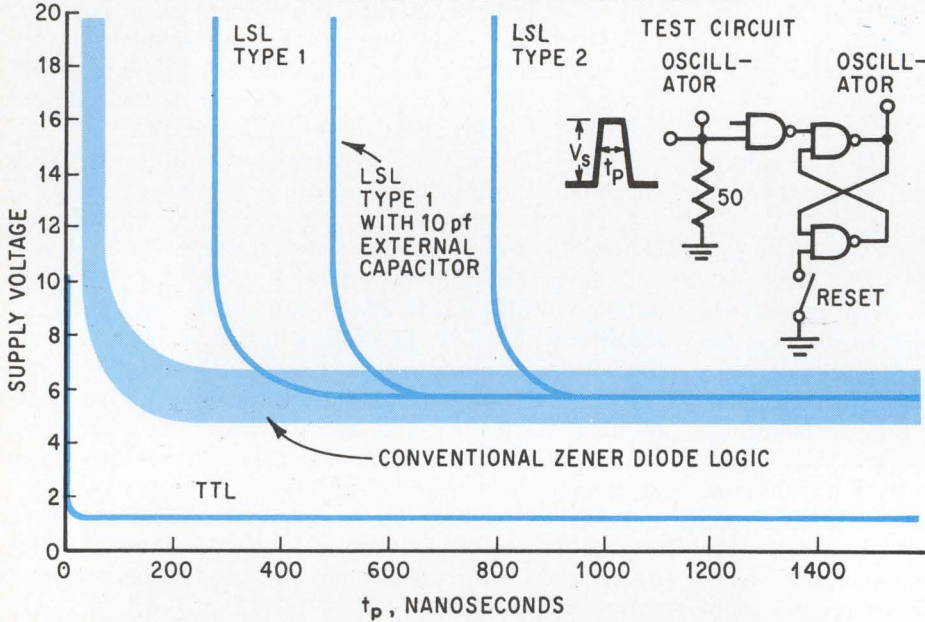 SUPPLY VOLTAGE
20
18
16
14
12
10
8
6
4
2
0
LSL
TYPE 1
LSL
TYPE 1
WITH 10 pf
EXTERNAL
CAPACITOR
LSL
TYPE 2
TEST CIRCUIT
OSCILL-
ATOR
OSCILL-
ATOR
Vs
tp
50
RESET
CONVENTIONAL ZENER DIODE LOGIC
TTL
0
200
400
600
800
1000
1200
1400
tp, NANOSECONDS